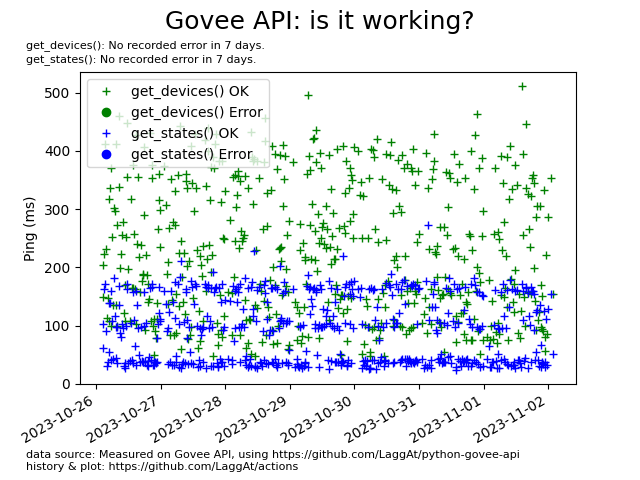 Govee API: is it working?
get_devices(): No recorded error in 7 days.
get_states(): No recorded error in 7 days.
get_devices() OK
get_devices() Error
get_states() OK
get_states() Error
Ping (ms)
500
400
300
200
100
0
2023-10-26
2023-10-27
2023-10-28
2023-10-29
2023-10-30
2023-10-31
2023-11-01
2023-11-02
data source: Measured on Govee API, using https://github.com/LaggAt/python-govee-api
history & plot: https://github.com/LaggAt/actions